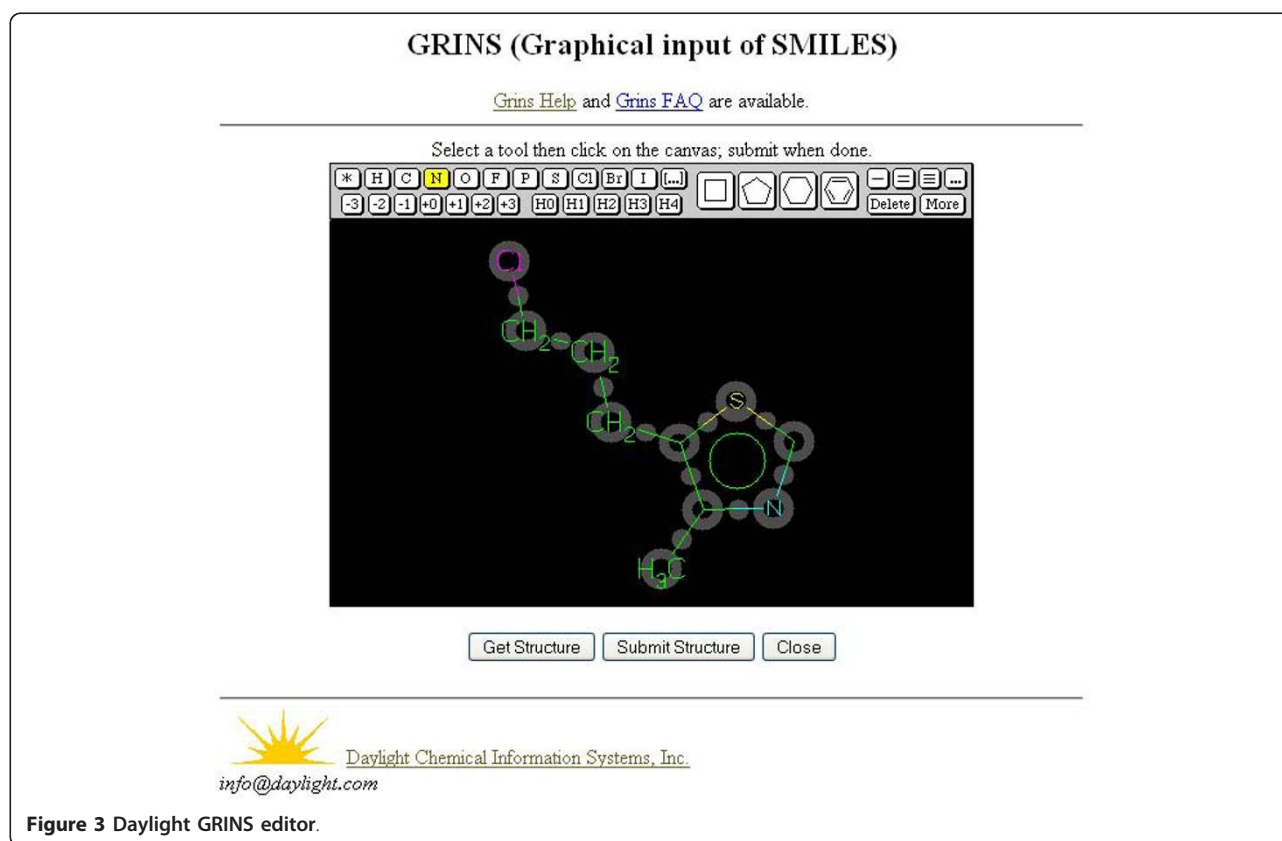 GRINS (Graphical input of SMILES)
Grins Help and Grins FAQ are available.
Select a tool then click on the canvas; submit when done.
* H C N O F P S Cl Br I [...] − = ≡ ...
-3 -2 -1 +0 +1 +2 +3 H0 H1 H2 H3 H4 Delete More
Cl
CH2
CH2
S
CH2
N
H3C
Get Structure Submit Structure Close
Daylight Chemical Information Systems, Inc.
info@daylight.com
Figure 3 Daylight GRINS editor.